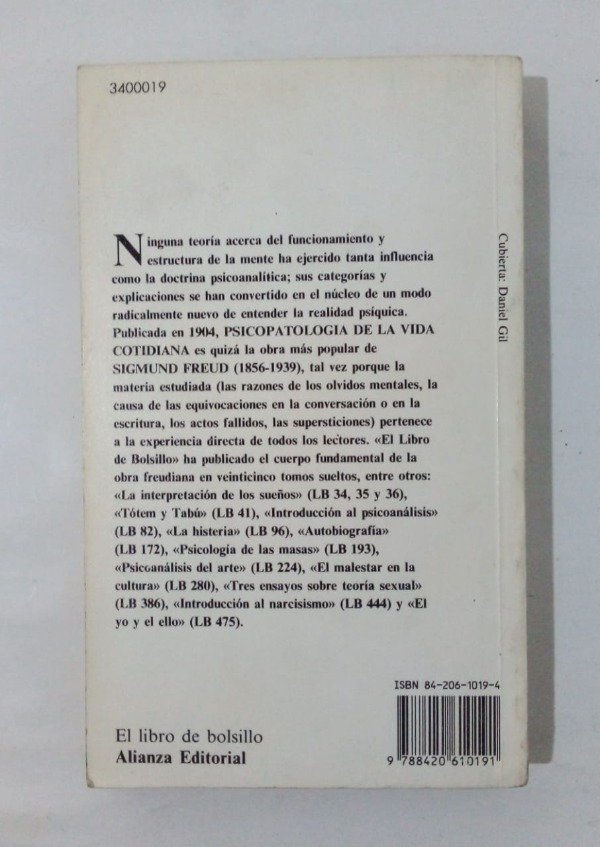 3400019
Ninguna teoría acerca del funcionamiento y
estructura de la mente ha ejercido tanta influencia
como la doctrina psicoanalítica; sus categorías y
explicaciones se han convertido en el núcleo de un modo
radicalmente nuevo de entender la realidad psíquica.
Publicada en 1904, PSICOPATOLOGIA DE LA VIDA
COTIDIANA es quizá la obra más popular de
SIGMUND FREUD (1856-1939), tal vez porque la
materia estudiada (las razones de los olvidos mentales, la
causa de las equivocaciones en la conversación o en la
escritura, los actos fallidos, las supersticiones) pertenece
a la experiencia directa de todos los lectores. «El Libro
de Bolsillo» ha publicado el cuerpo fundamental de la
obra freudiana en veinticinco tomos sueltos, entre otros:
«La interpretación de los sueños» (LB 34, 35 y 36),
«Tótem y Tabú» (LB 41), «Introducción al psicoanálisis»
(LB 82), «La histeria» (LB 96), «Autobiografía»
(LB 172), «Psicología de las masas» (LB 193),
«Psicoanálisis del arte» (LB 224), «El malestar en la
cultura» (LB 280), «Tres ensayos sobre teoría sexual»
(LB 386), «Introducción al narcisismo» (LB 444) y «El
yo y el ello» (LB 475).
Cubierta: Daniel Gil
ISBN 84-206-1019-4
9 788420 610191
El libro de bolsillo
Alianza Editorial